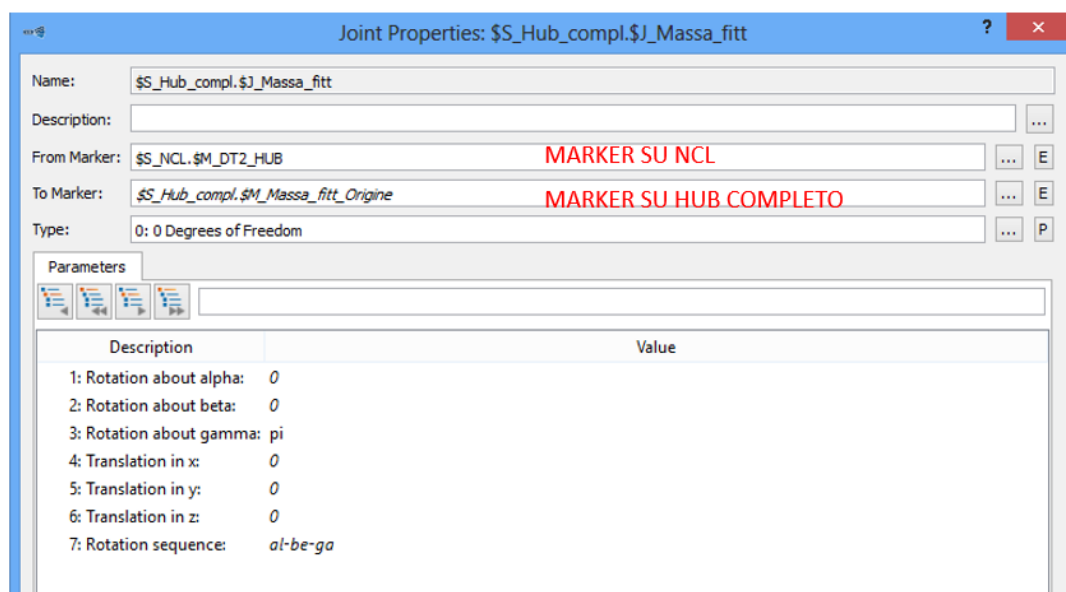 Joint Properties: $S_Hub_compl.$J_Massa_fitt ? ×
Name: $S_Hub_compl.$J_Massa_fitt
Description: ...
From Marker: $S_NCL.$M_DT2_HUB MARKER SU NCL ... E
To Marker: $S_Hub_compl.$M_Massa_fitt_Origine MARKER SU HUB COMPLETO ... E
Type: 0: 0 Degrees of Freedom ... P
Parameters
Description Value
1: Rotation about alpha: 0
2: Rotation about beta: 0
3: Rotation about gamma: pi
4: Translation in x: 0
5: Translation in y: 0
6: Translation in z: 0
7: Rotation sequence: al-be-ga